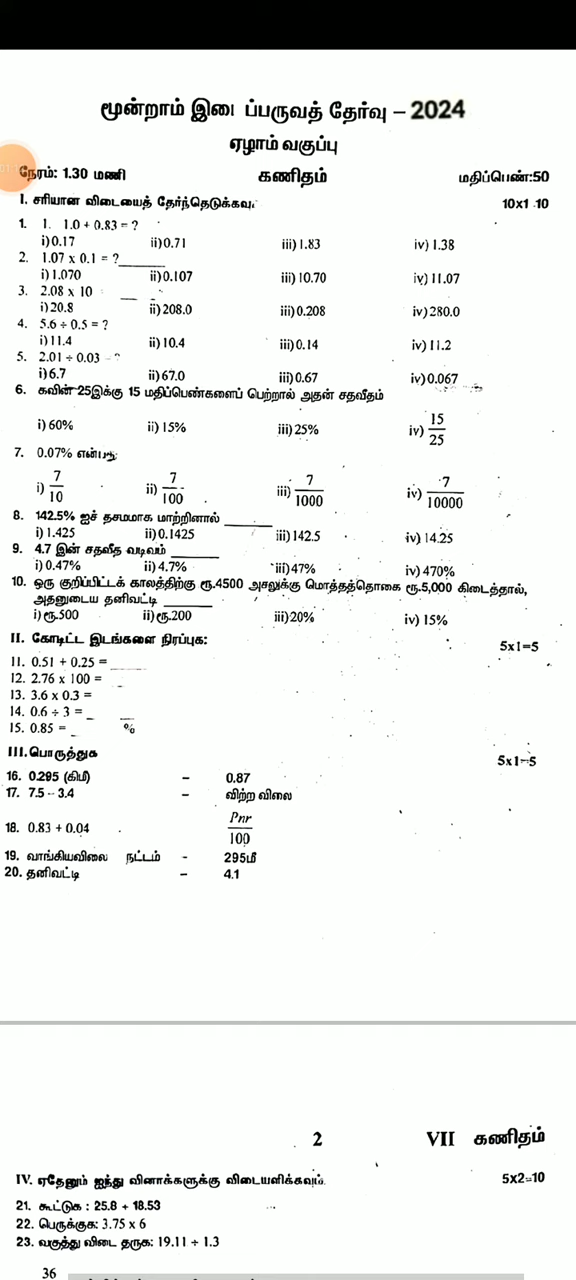 மூன்றாம் இடைப்பருவத் தேர்வு – 2024
ஏழாம் வகுப்பு
நேரம்: 1.30 மணி கணிதம் மதிப்பெண்:50
I. சரியான விடையைத் தேர்ந்தெடுக்கவு. 10x1 10
1. 1. 1.0 + 0.83 = ?
i)0.17 ii)0.71 iii) 1.83 iv) 1.38
2. 1.07 x 0.1 = ?______
i) 1.070 ii)0.107 iii) 10.70 iv) 11.07
3. 2.08 x 10 __
i)20.8 ii)208.0 iii)0.208 iv)280.0
4. 5.6 ÷ 0.5 = ?
i)11.4 ii) 10.4 iii)0.14 iv) 11.2
5. 2.01 ÷ 0.03 = ?
i)6.7 ii)67.0 iii)0.67 iv)0.067
6. கவின் 25இக்கு 15 மதிப்பெண்களைப் பெற்றால் அதன் சதவீதம்
i) 60% ii) 15% iii) 25% iv) 15/25
7. 0.07% என்பது
i) 7/10 ii) 7/100 iii) 7/1000 iv) 7/10000
8. 142.5% ஐச் தசமமாக மாற்றினால் ______
i) 1.425 ii)0.1425 iii) 142.5 iv) 14.25
9. 4.7 இன் சதவீத வடிவம் ______
i) 0.47% ii) 4.7% iii)47% iv) 470%
10. ஒரு குறிப்பிட்டக் காலத்திற்கு ரூ.4500 அசலுக்கு மொத்தத்தொகை ரூ.5,000 கிடைத்தால்,
அதனுடைய தனிவட்டி ______
i) ரூ.500 ii)ரூ.200 iii)20% iv) 15%
II. கோடிட்ட இடங்களை நிரப்புக: 5x1=5
11. 0.51 + 0.25 = ____
12. 2.76 x 100 = _
13. 3.6 x 0.3 =
14. 0.6 ÷ 3 = _ __
15. 0.85 = _ %
III.பொருத்துக 5x1=5
16. 0.295 (கிமீ) – 0.87
17. 7.5 – 3.4 – விற்ற விலை
18. 0.83 + 0.04 Pnr/100
19. வாங்கியவிலை நட்டம் - 295மீ
20. தனிவட்டி – 4.1
2 VII கணிதம்
IV. ஏதேனும் ஐந்து வினாக்களுக்கு விடையளிக்கவும். 5x2=10
21. கூட்டுக : 25.8 + 18.53
22. பெருக்குக: 3.75 x 6
23. வகுத்து விடை தருக: 19.11 ÷ 1.3
36